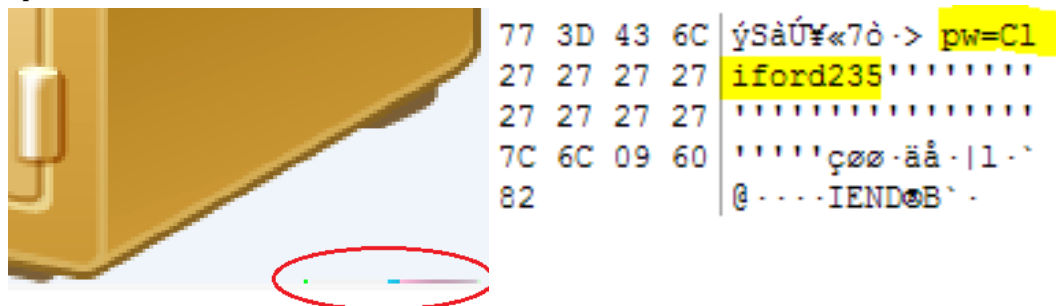 77 3D 43 6C ýSàÚ¥«7ò·> pw=Cl
27 27 27 27 iford235''''''''
27 27 27 27 ''''''''''''''''
7C 6C 09 60 '''''çøø·äå·|l·`
82 @····IEND®B`·